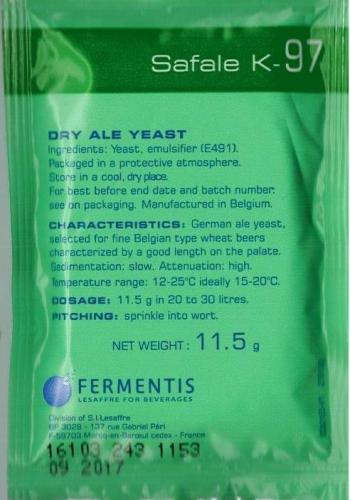 Safale K-97
DRY ALE YEAST
Ingredients: Yeast, emulsifier (E491).
Packaged in a protective atmosphere.
Store in a cool, dry place.
For best before end date and batch number:
see on packaging. Manufactured in Belgium.
CHARACTERISTICS: German ale yeast,
selected for fine Belgian type wheat beers
characterized by a good length on the palate.
Sedimentation: slow. Attenuation: high.
Temperature range: 12-25°C ideally 15-20°C.
DOSAGE: 11.5 g in 20 to 30 litres.
PITCHING: sprinkle into wort.
NET WEIGHT: 11.5 g
FERMENTIS
LESAFFRE FOR BEVERAGES
Division of S.I.Lesaffre
BP 3029 - 137 rue Gabriel Péri
F-59703 Marcq-en-Barœul cedex - France
16103 243 1153
09 2017